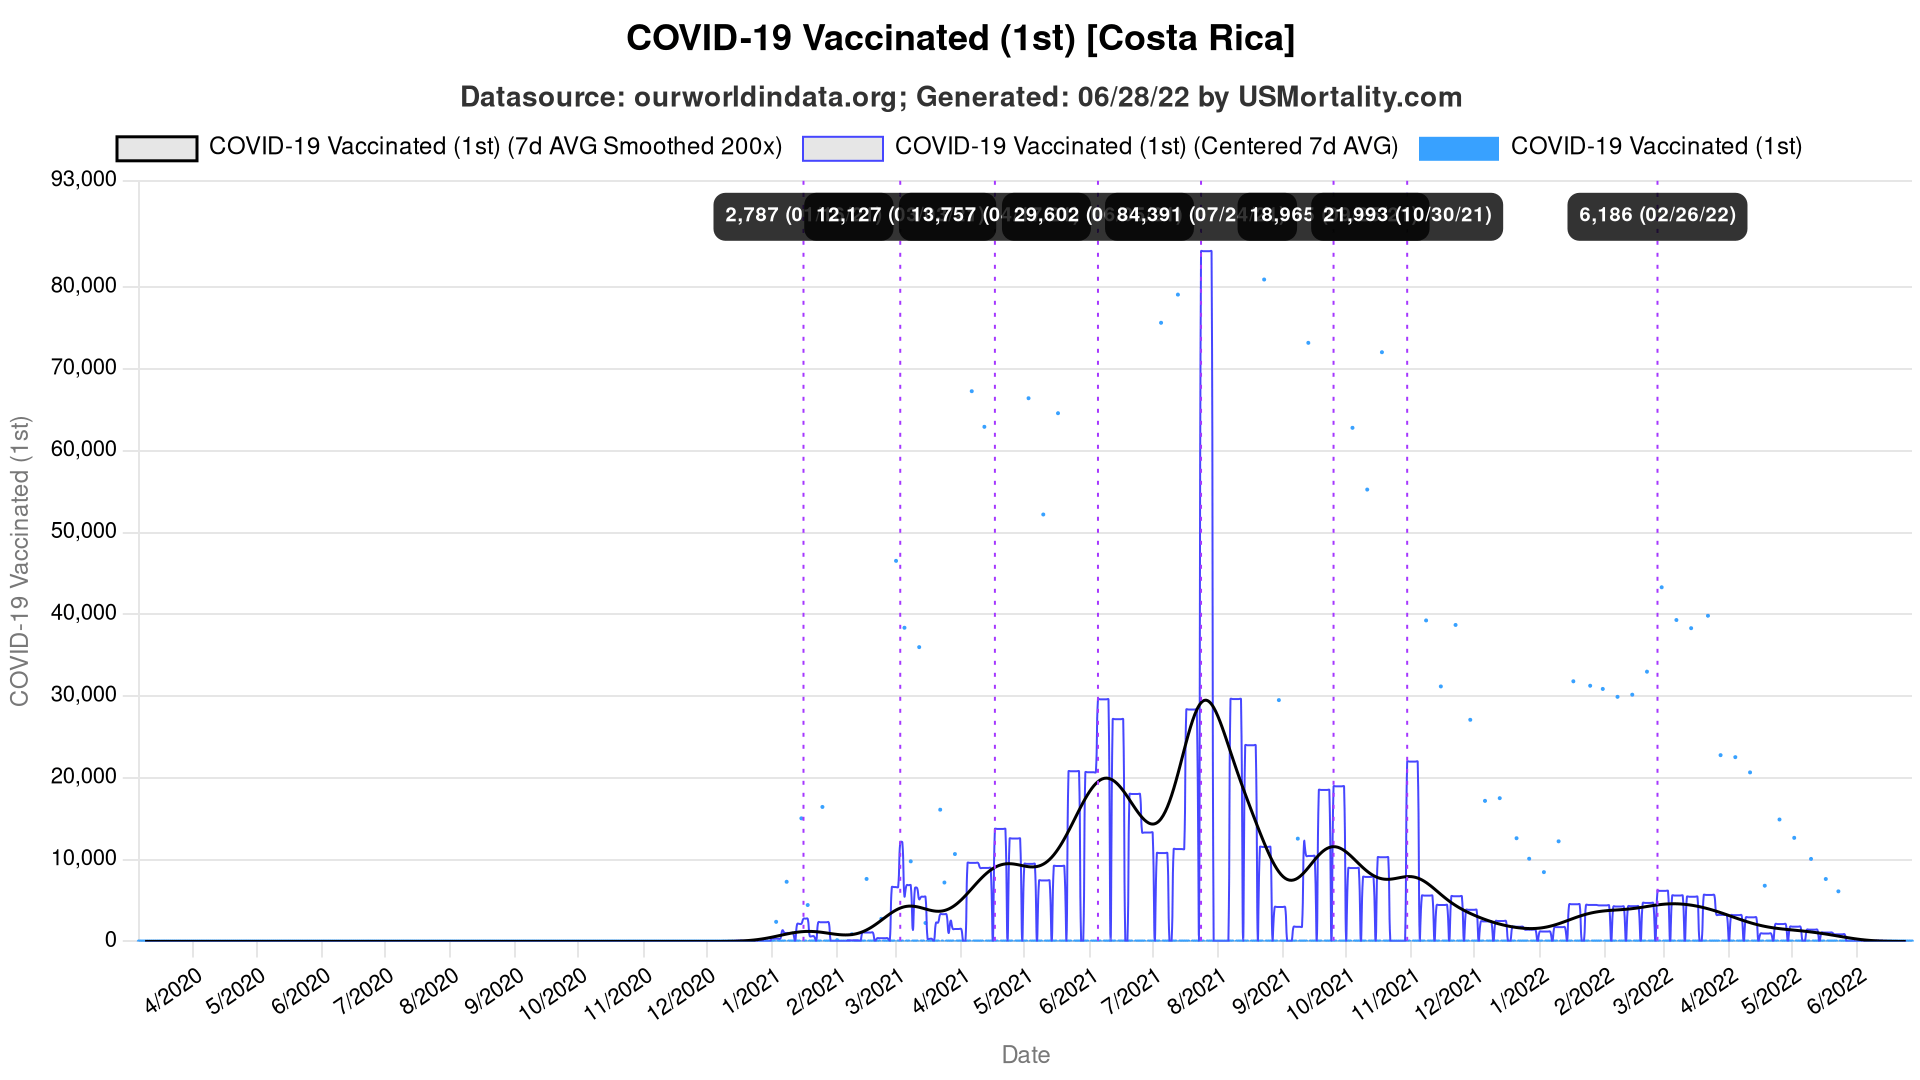 COVID-19 Vaccinated (1st) [Costa Rica]
Datasource: ourworldindata.org; Generated: 06/28/22 by USMortality.com
COVID-19 Vaccinated (1st) (7d AVG Smoothed 200x) COVID-19 Vaccinated (1st) (Centered 7d AVG) COVID-19 Vaccinated (1st)
93,000
2,787 (0 12,127 (0 13,757 (0 29,602 (0 84,391 (07/2 18,965 21,993 (10/30/21) 6,186 (02/26/22)
80,000
70,000
60,000
50,000
40,000
30,000
20,000
10,000
0
COVID-19 Vaccinated (1st)
4/2020 5/2020 6/2020 7/2020 8/2020 9/2020 10/2020 11/2020 12/2020 1/2021 2/2021 3/2021 4/2021 5/2021 6/2021 7/2021 8/2021 9/2021 10/2021 11/2021 12/2021 1/2022 2/2022 3/2022 4/2022 5/2022 6/2022
Date